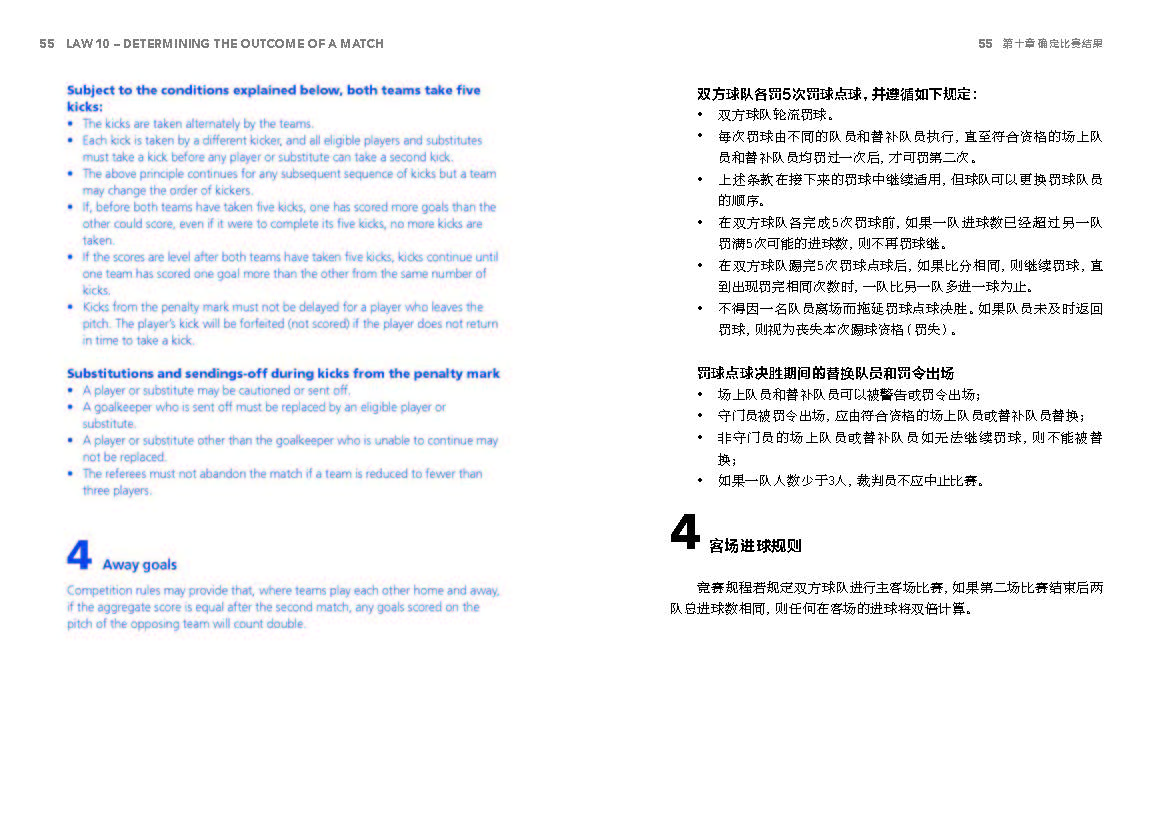 55 LAW 10 – DETERMINING THE OUTCOME OF A MATCH
Subject to the conditions explained below, both teams take five
kicks:
• The kicks are taken alternately by the teams.
• Each kick is taken by a different kicker, and all eligible players and substitutes
must take a kick before any player or substitute can take a second kick.
• The above principle continues for any subsequent sequence of kicks but a team
may change the order of kickers.
• If, before both teams have taken five kicks, one has scored more goals than the
other could score, even if it were to complete its five kicks, no more kicks are
taken.
• If the scores are level after both teams have taken five kicks, kicks continue until
one team has scored one goal more than the other from the same number of
kicks.
• Kicks from the penalty mark must not be delayed for a player who leaves the
pitch. The player’s kick will be forfeited (not scored) if the player does not return
in time to take a kick.
Substitutions and sendings-off during kicks from the penalty mark
• A player or substitute may be cautioned or sent off.
• A goalkeeper who is sent off must be replaced by an eligible player or
substitute.
• A player or substitute other than the goalkeeper who is unable to continue may
not be replaced.
• The referees must not abandon the match if a team is reduced to fewer than
three players.
4 Away goals
Competition rules may provide that, where teams play each other home and away,
if the aggregate score is equal after the second match, any goals scored on the
pitch of the opposing team will count double.
55 第十章 确定比赛结果
双方球队各罚5次罚球点球，并遵循如下规定：
• 双方球队轮流罚球。
• 每次罚球由不同的队员和替补队员执行，直至符合资格的场上队
员和替补队员均罚过一次后，才可罚第二次。
• 上述条款在接下来的罚球中继续适用，但球队可以更换罚球队员
的顺序。
• 在双方球队各完成5次罚球前，如果一队进球数已经超过另一队
罚满5次可能的进球数，则不再罚球继。
• 在双方球队踢完5次罚球点球后，如果比分相同，则继续罚球，直
到出现罚完相同次数时，一队比另一队多进一球为止。
• 不得因一名队员离场而拖延罚球点球决胜。如果队员未及时返回
罚球，则视为丧失本次踢球资格（罚失）。
罚球点球决胜期间的替换队员和罚令出场
• 场上队员和替补队员可以被警告或罚令出场；
• 守门员被罚令出场，应由符合资格的场上队员或替补队员替换；
• 非守门员的场上队员或替补队员如无法继续罚球，则不能被替
换；
• 如果一队人数少于3人，裁判员不应中止比赛。
4 客场进球规则
竞赛规程若规定双方球队进行主客场比赛，如果第二场比赛结束后两
队总进球数相同，则任何在客场的进球将双倍计算。